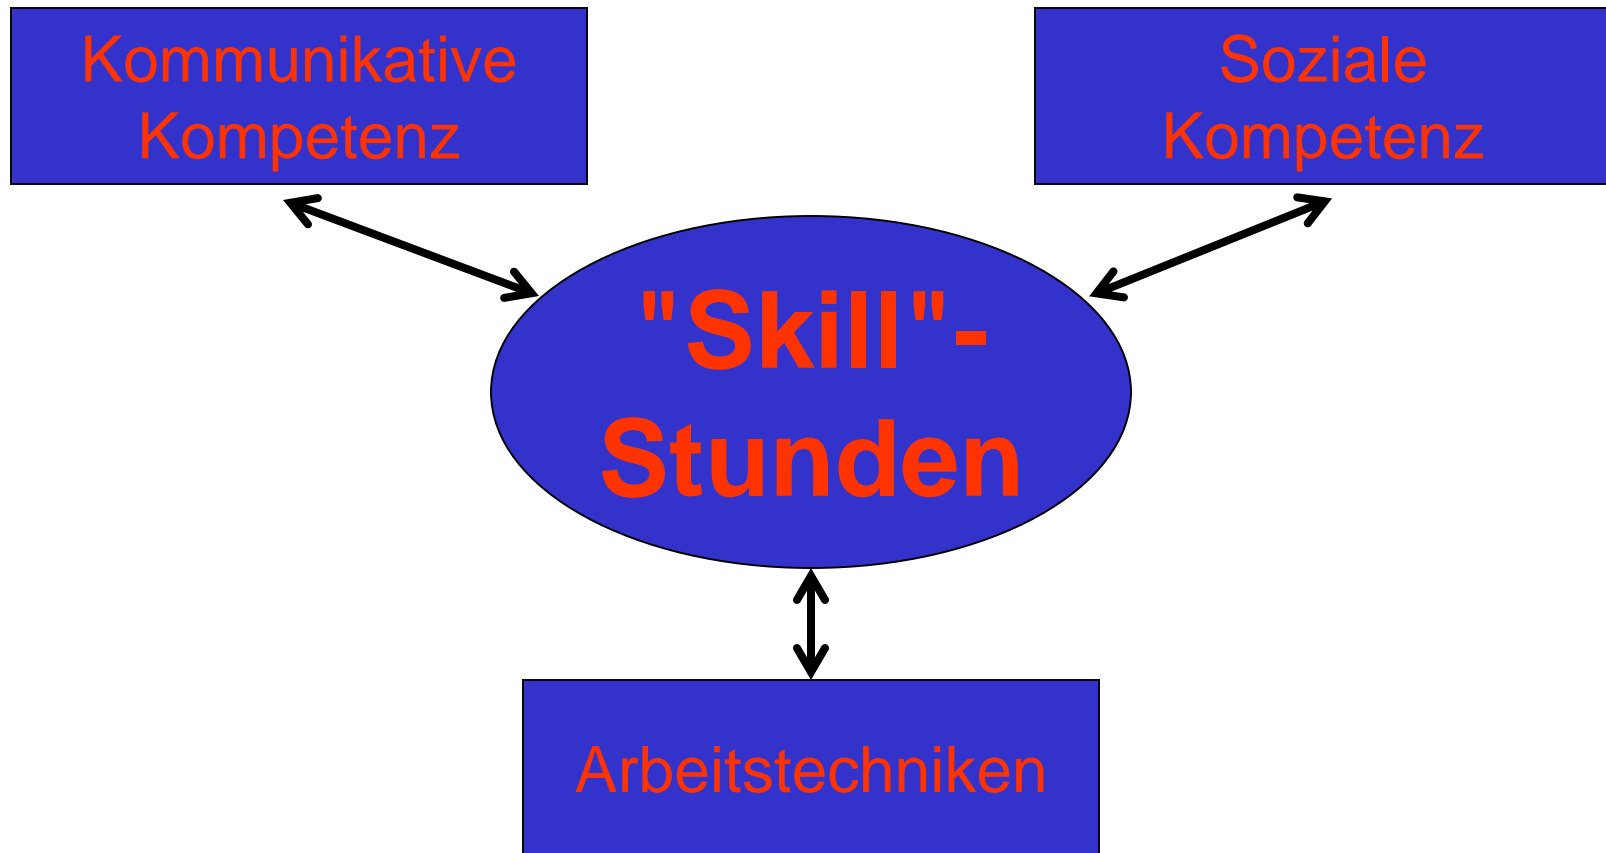 Kommunikative
Kompetenz
Soziale
Kompetenz
"Skill"-
Stunden
Arbeitstechniken